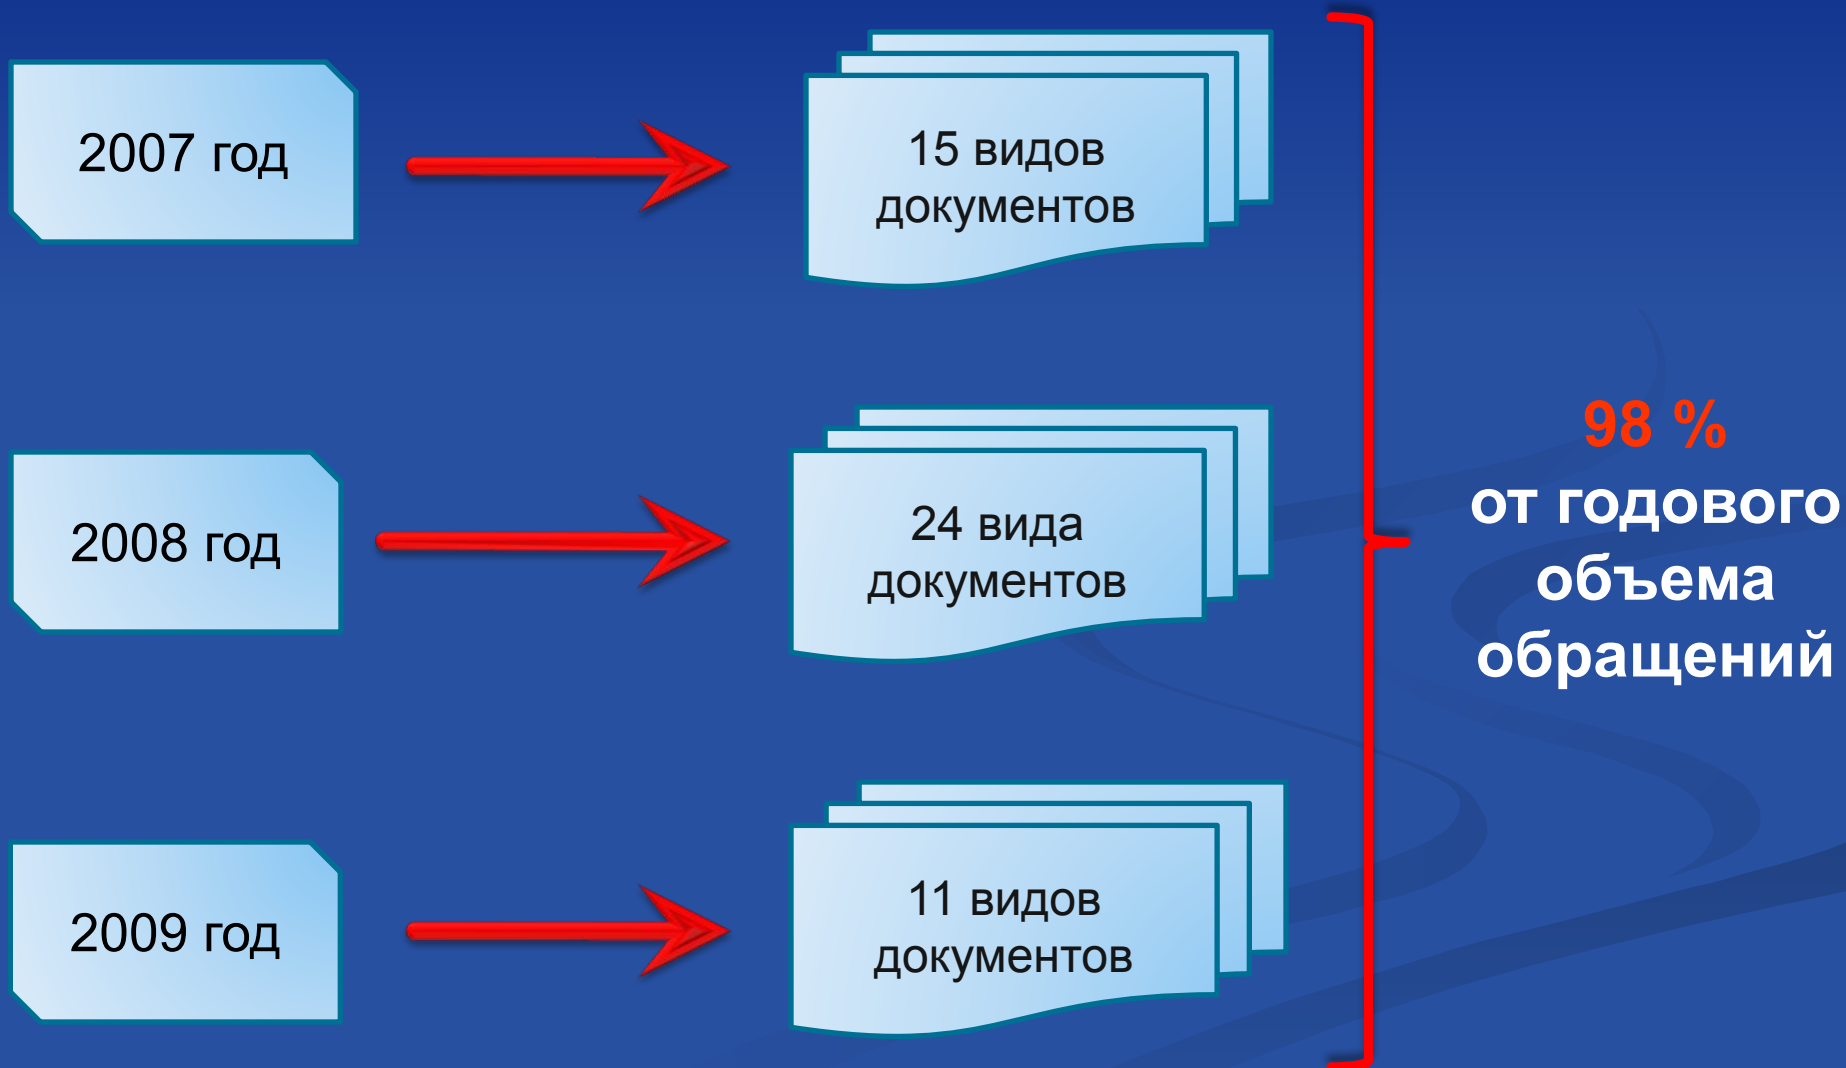 2007 год
15 видов
документов
2008 год
24 вида
документов
2009 год
11 видов
документов
98 %
от годового
объема
обращений